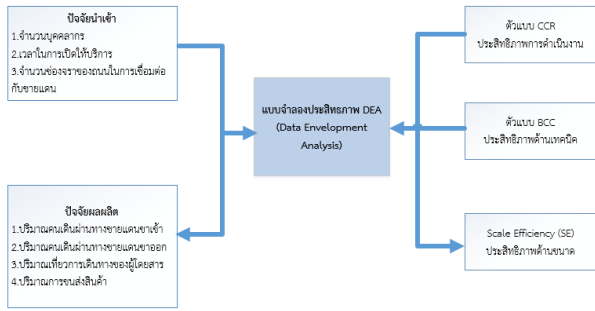 ปัจจัยนำเข้า
1.จำนวนบุคคลากร
2.เวลาในการเปิดให้บริการ
3.จำนวนช่องจราของถนนในการเชื่อมต่อ
กับชายแดน
ปัจจัยผลผลิต
1.ปริมาณคนเดินผ่านทางชายแดนขาเข้า
2.ปริมาณคนเดินผ่านทางชายแดนขาออก
3.ปริมาณเที่ยวการเดินทางของผู้โดยสาร
4.ปริมาณการขนส่งสินค้า
แบบจำลองประสิทธภาพ DEA
(Data Envelopment
Analysis)
ตัวแบบ CCR
ประสิทธิภาพการดำเนินงาน
ตัวแบบ BCC
ประสิทธิภาพด้านเทคนิค
Scale Efficiency (SE)
ประสิทธิภาพด้านขนาด